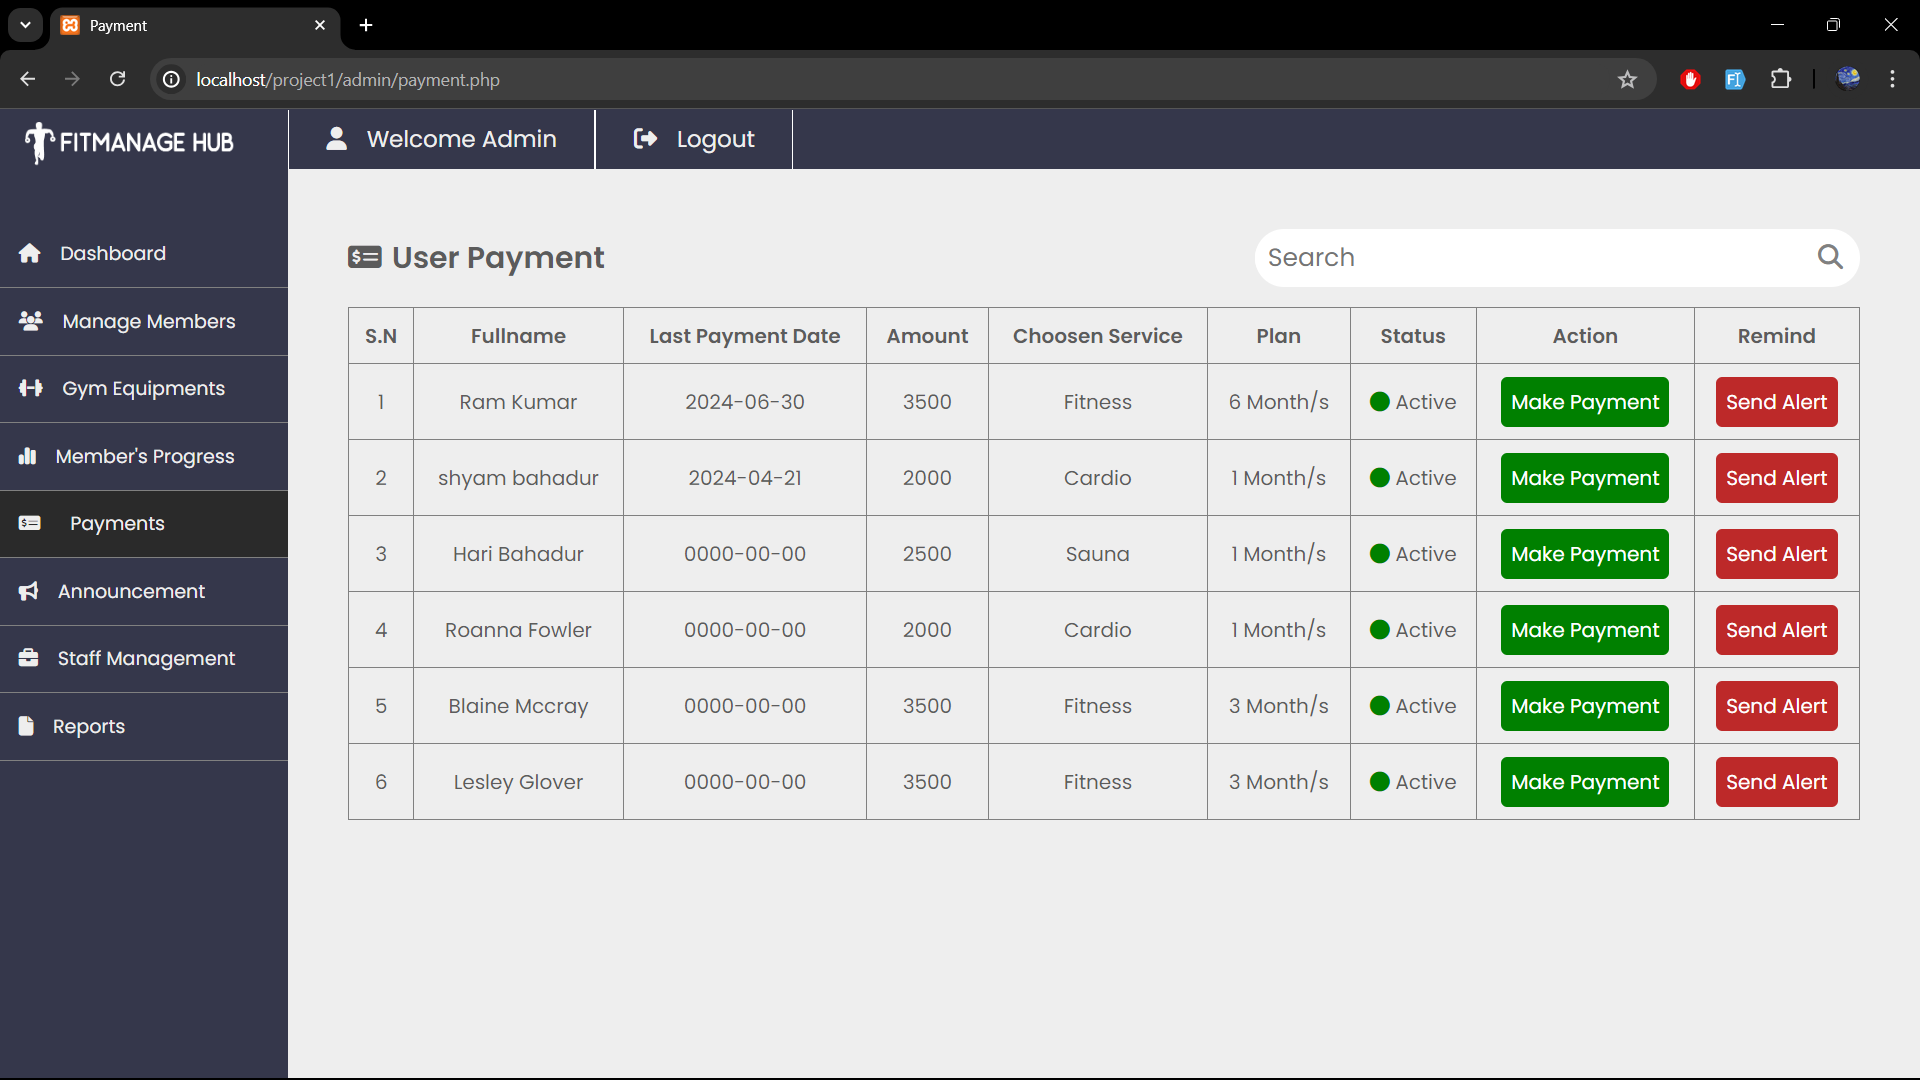 Payment
localhost/project1/admin/payment.php
FITMANAGE HUB
Welcome Admin
Logout
Dashboard
Manage Members
Gym Equipments
Member's Progress
Payments
Announcement
Staff Management
Reports
User Payment
Search
S.N Fullname Last Payment Date Amount Choosen Service Plan Status Action Remind
1 Ram Kumar 2024-06-30 3500 Fitness 6 Month/s Active Make Payment Send Alert
2 shyam bahadur 2024-04-21 2000 Cardio 1 Month/s Active Make Payment Send Alert
3 Hari Bahadur 0000-00-00 2500 Sauna 1 Month/s Active Make Payment Send Alert
4 Roanna Fowler 0000-00-00 2000 Cardio 1 Month/s Active Make Payment Send Alert
5 Blaine Mccray 0000-00-00 3500 Fitness 3 Month/s Active Make Payment Send Alert
6 Lesley Glover 0000-00-00 3500 Fitness 3 Month/s Active Make Payment Send Alert